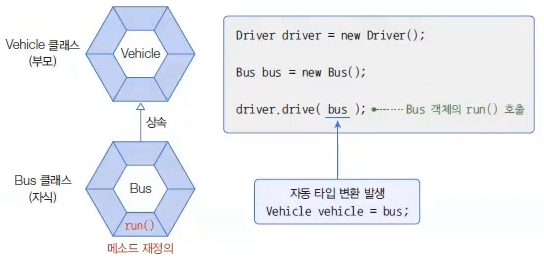 Vehicle 클래스
(부모)
Vehicle
상속
Bus 클래스
(자식)
Bus
run()
메소드 재정의
Driver driver = new Driver();
Bus bus = new Bus();
driver.drive( bus ); Bus 객체의 run() 호출
자동 타입 변환 발생
Vehicle vehicle = bus;